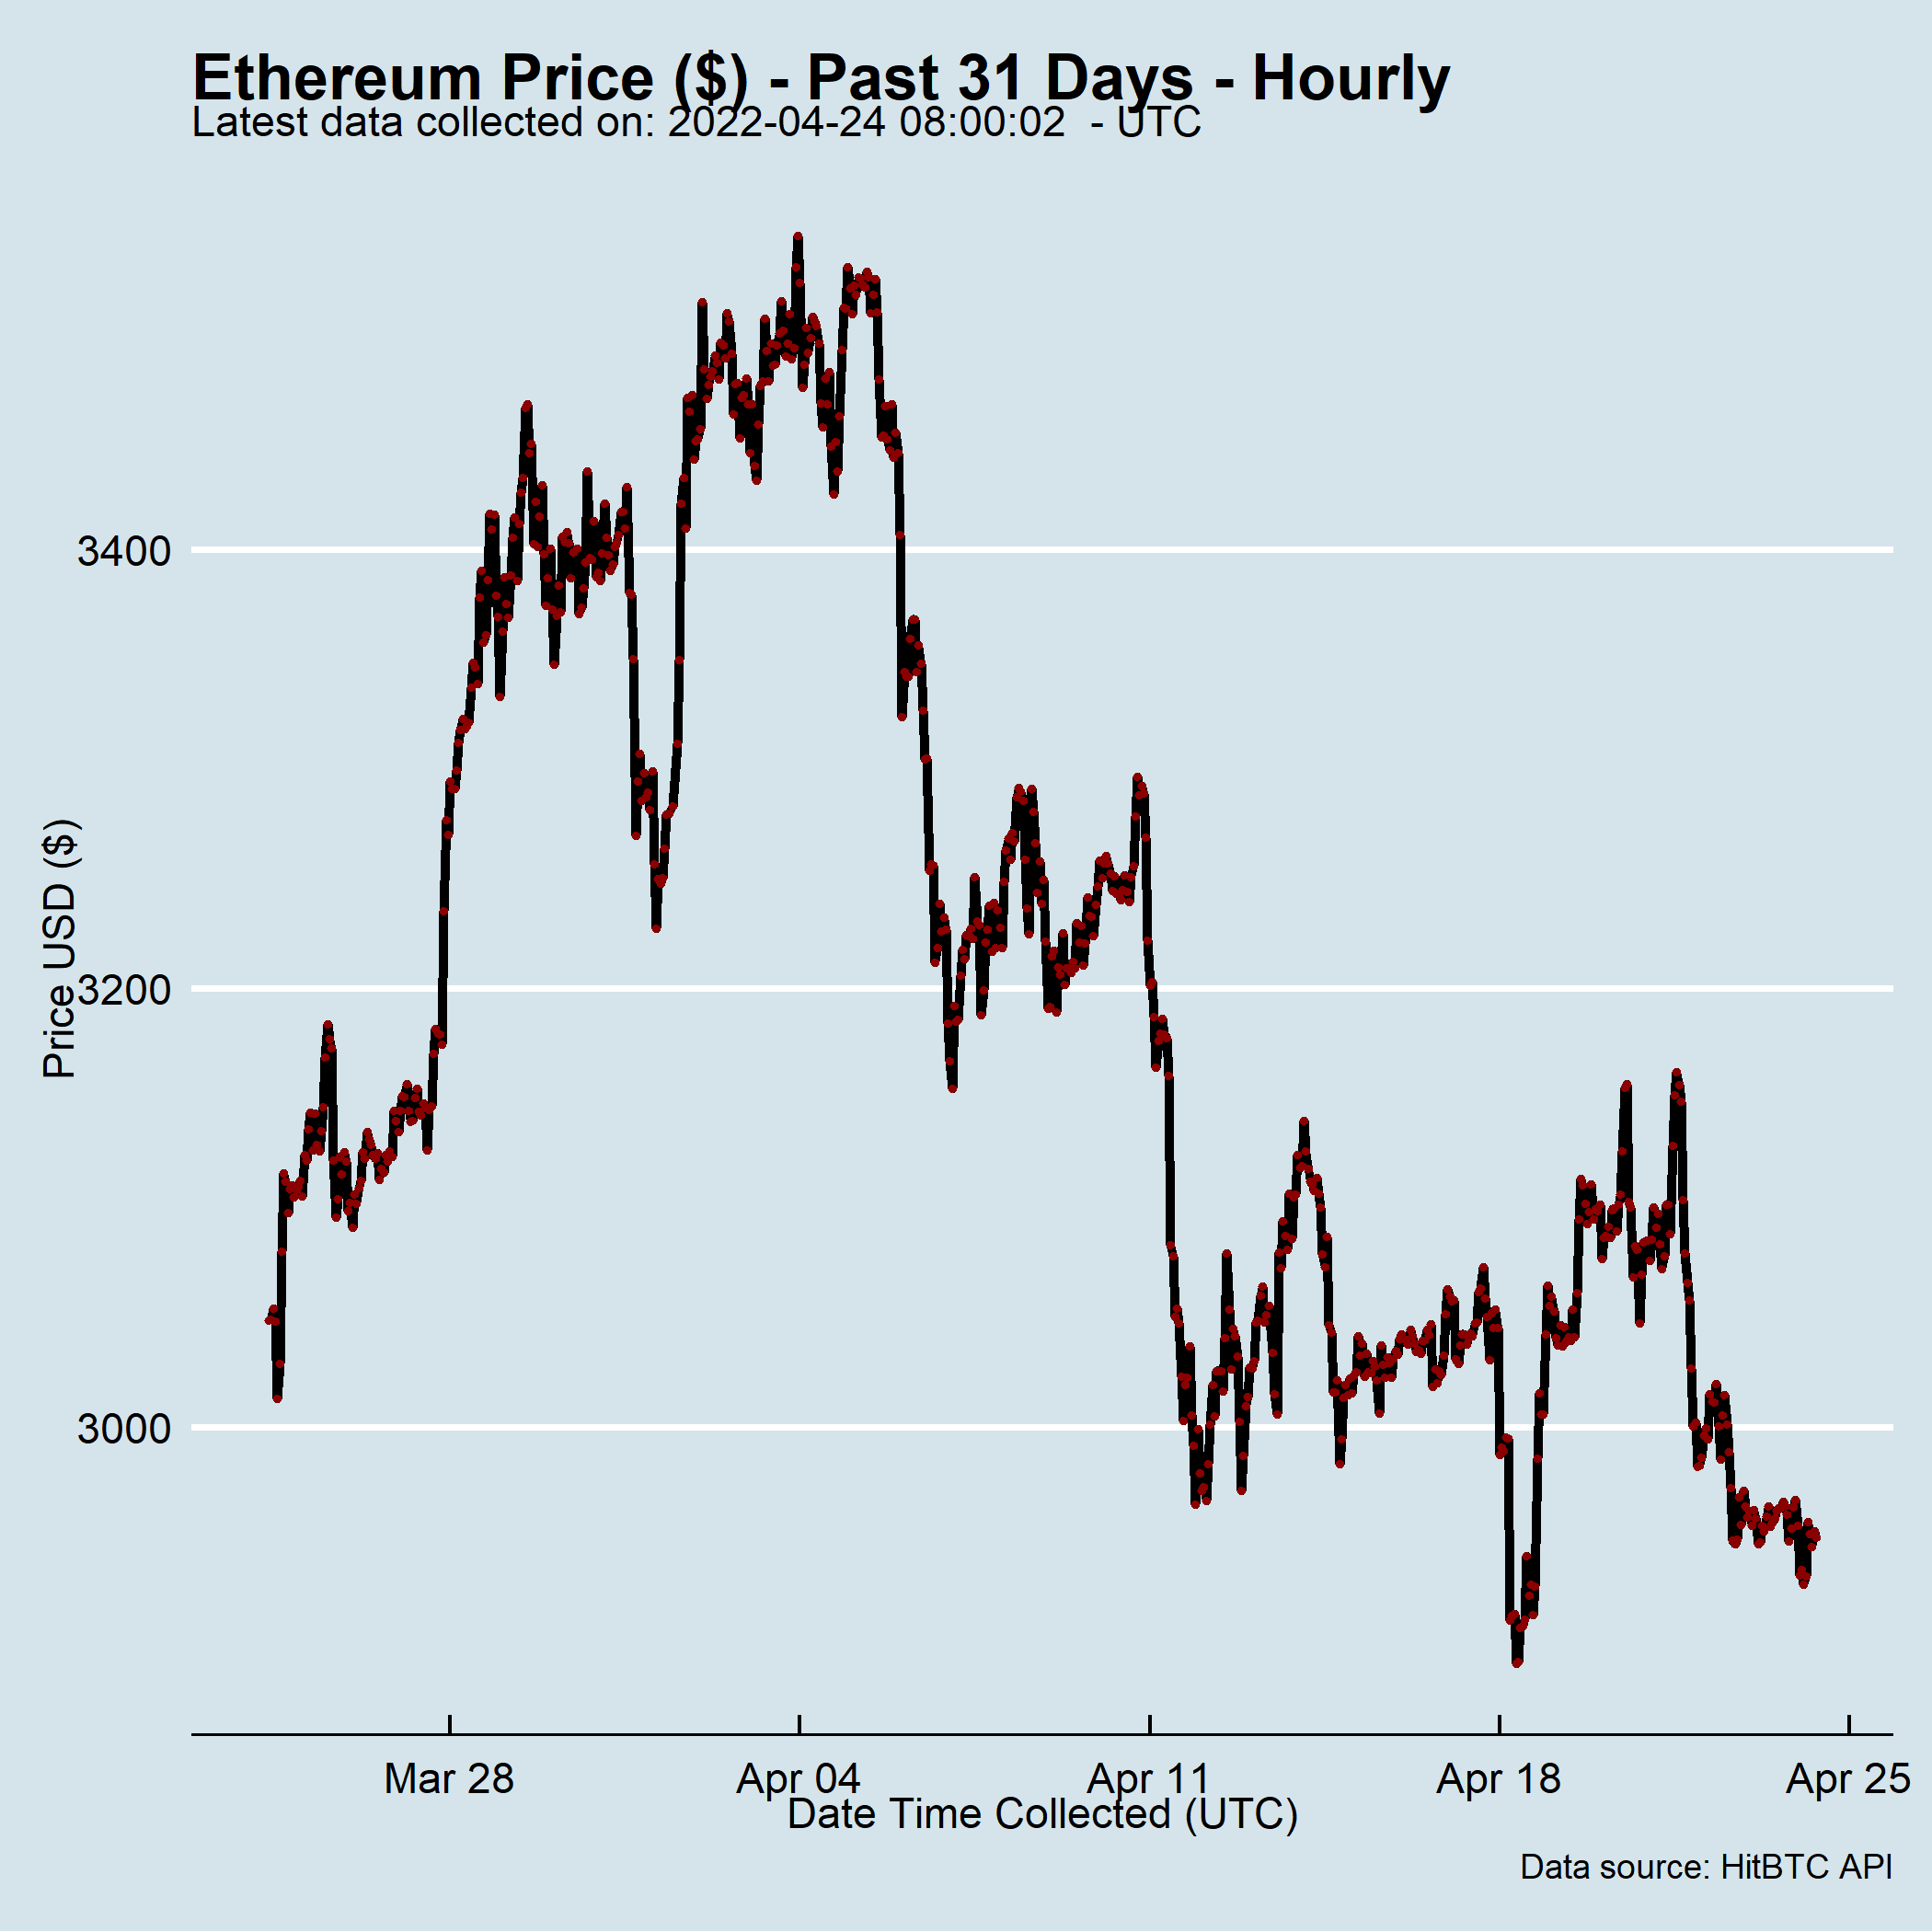 Ethereum Price ($) - Past 31 Days - Hourly
Latest data collected on: 2022-04-24 08:00:02  - UTC
Price USD ($)
3400
3200
3000
Mar 28 Apr 04 Apr 11 Apr 18 Apr 25
Date Time Collected (UTC)
Data source: HitBTC API